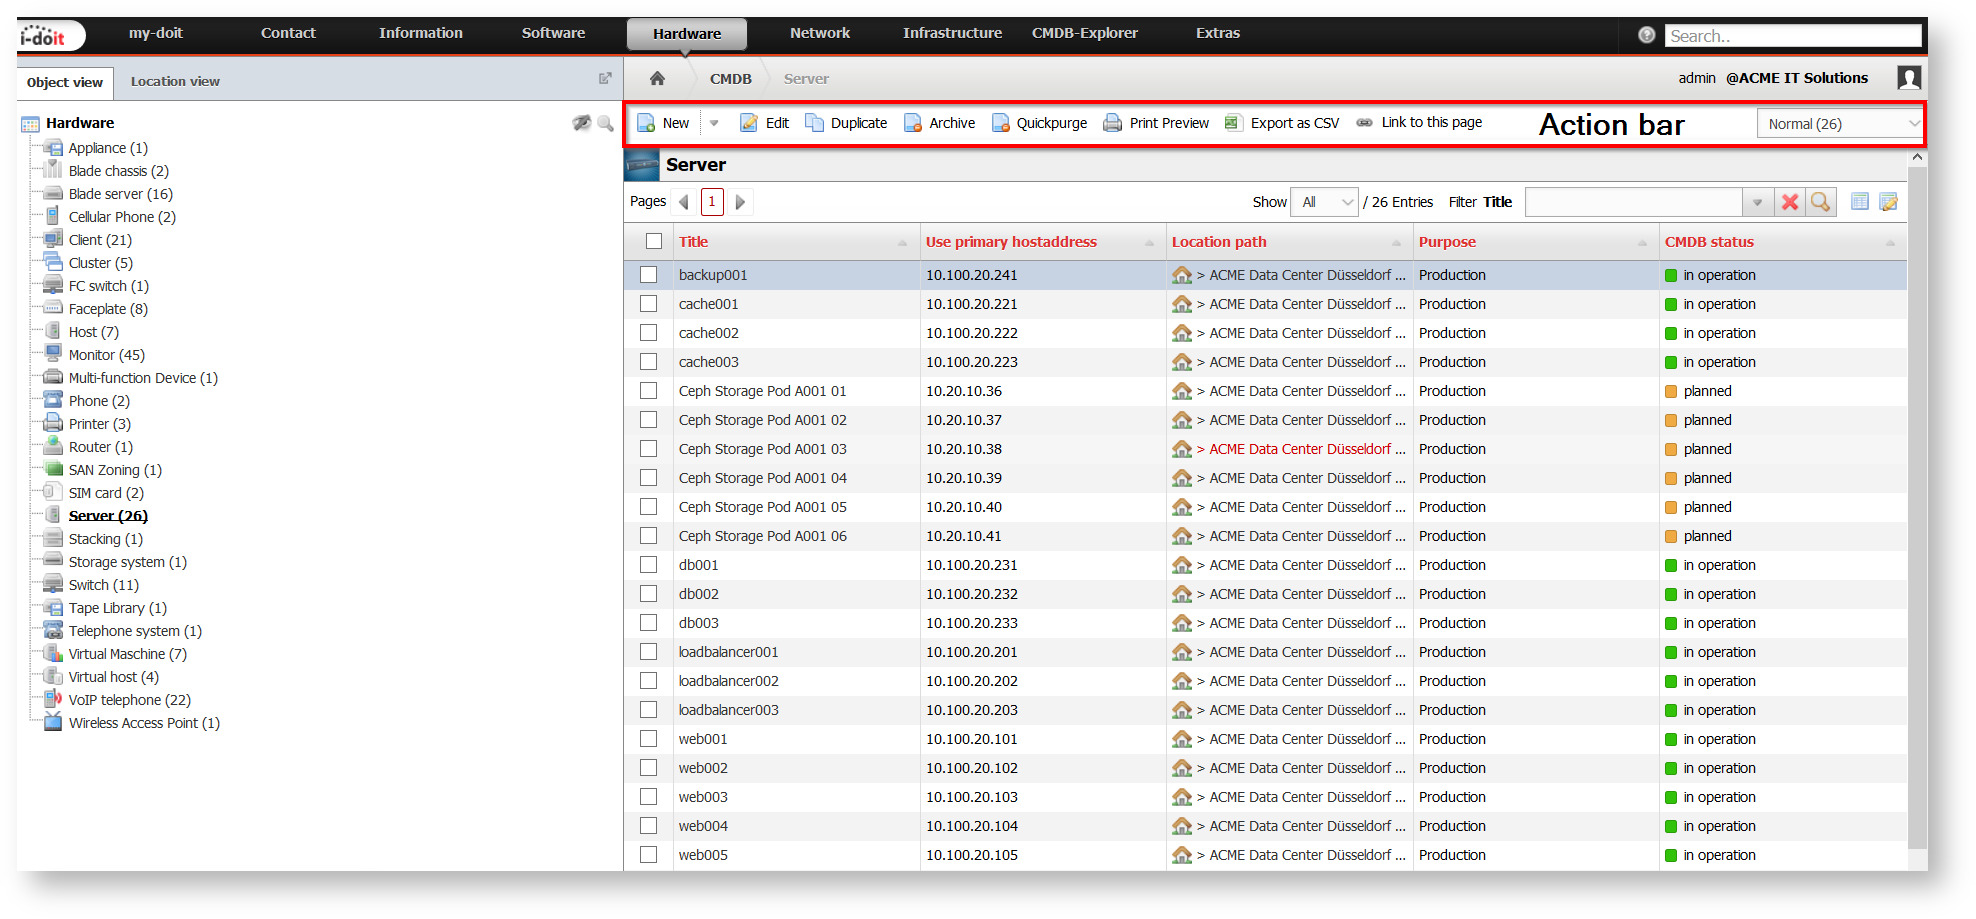 i-doit my-doit Contact Information Software Hardware Network Infrastructure CMDB-Explorer Extras Search..
Object view Location view CMDB Server admin @ACME IT Solutions
New Edit Duplicate Archive Quickpurge Print Preview Export as CSV Link to this page Action bar Normal (26)
Hardware
Appliance (1)
Blade chassis (2)
Blade server (16)
Cellular Phone (2)
Client (21)
Cluster (5)
FC switch (1)
Faceplate (8)
Host (7)
Monitor (45)
Multi-function Device (1)
Phone (2)
Printer (3)
Router (1)
SAN Zoning (1)
SIM card (2)
Server (26)
Stacking (1)
Storage system (1)
Switch (11)
Tape Library (1)
Telephone system (1)
Virtual Maschine (7)
Virtual host (4)
VoIP telephone (22)
Wireless Access Point (1)
Server
Pages 1 Show All / 26 Entries Filter Title
Title Use primary hostaddress Location path Purpose CMDB status
backup001 10.100.20.241 > ACME Data Center Düsseldorf ... Production in operation
cache001 10.100.20.221 > ACME Data Center Düsseldorf ... Production in operation
cache002 10.100.20.222 > ACME Data Center Düsseldorf ... Production in operation
cache003 10.100.20.223 > ACME Data Center Düsseldorf ... Production in operation
Ceph Storage Pod A001 01 10.20.10.36 > ACME Data Center Düsseldorf ... Production planned
Ceph Storage Pod A001 02 10.20.10.37 > ACME Data Center Düsseldorf ... Production planned
Ceph Storage Pod A001 03 10.20.10.38 > ACME Data Center Düsseldorf ... Production planned
Ceph Storage Pod A001 04 10.20.10.39 > ACME Data Center Düsseldorf ... Production planned
Ceph Storage Pod A001 05 10.20.10.40 > ACME Data Center Düsseldorf ... Production planned
Ceph Storage Pod A001 06 10.20.10.41 > ACME Data Center Düsseldorf ... Production planned
db001 10.100.20.231 > ACME Data Center Düsseldorf ... Production in operation
db002 10.100.20.232 > ACME Data Center Düsseldorf ... Production in operation
db003 10.100.20.233 > ACME Data Center Düsseldorf ... Production in operation
loadbalancer001 10.100.20.201 > ACME Data Center Düsseldorf ... Production in operation
loadbalancer002 10.100.20.202 > ACME Data Center Düsseldorf ... Production in operation
loadbalancer003 10.100.20.203 > ACME Data Center Düsseldorf ... Production in operation
web001 10.100.20.101 > ACME Data Center Düsseldorf ... Production in operation
web002 10.100.20.102 > ACME Data Center Düsseldorf ... Production in operation
web003 10.100.20.103 > ACME Data Center Düsseldorf ... Production in operation
web004 10.100.20.104 > ACME Data Center Düsseldorf ... Production in operation
web005 10.100.20.105 > ACME Data Center Düsseldorf ... Production in operation